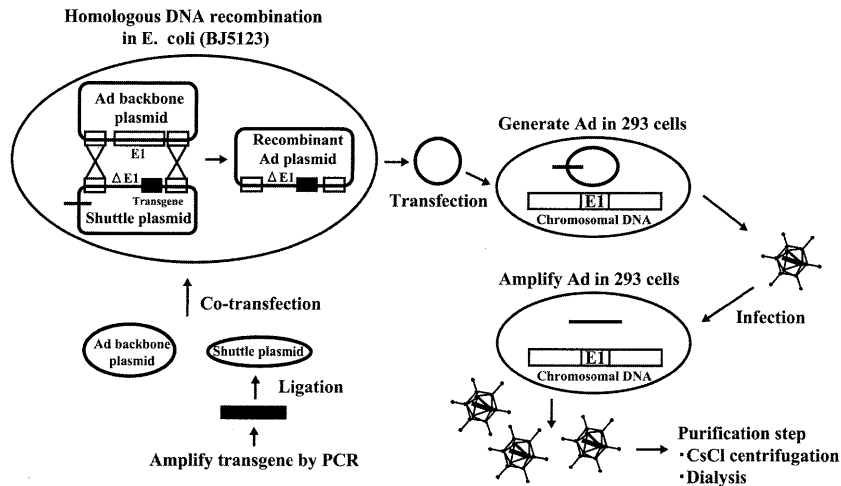 Homologous DNA recombination
in E. coli (BJ5123)
Ad backbone
plasmid
E1
△E1
Transgene
Shuttle plasmid
Recombinant
Ad plasmid
△E1
Transfection
Generate Ad in 293 cells
E1
Chromosomal DNA
Infection
Amplify Ad in 293 cells
E1
Chromosomal DNA
Co-transfection
Ad backbone
plasmid
Shuttle plasmid
Ligation
Amplify transgene by PCR
Purification step
・CsCl centrifugation
・Dialysis